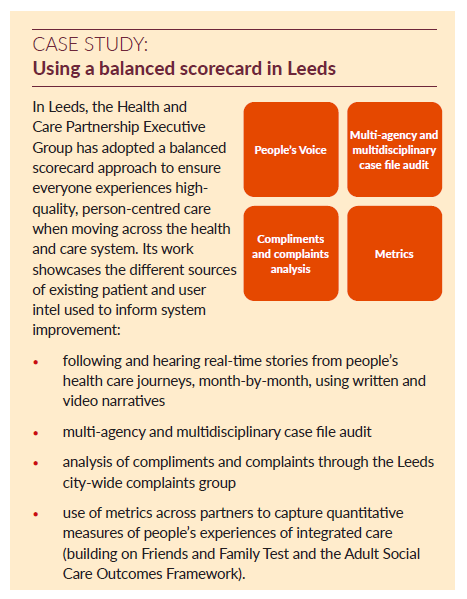 CASE STUDY:
Using a balanced scorecard in Leeds
In Leeds, the Health and
Care Partnership Executive
Group has adopted a balanced
scorecard approach to ensure
everyone experiences high-
quality, person-centred care
when moving across the health
and care system. Its work
showcases the different sources
of existing patient and user
intel used to inform system
improvement:
People's Voice
Multi-agency and
multidisciplinary
case file audit
Compliments
and complaints
analysis
Metrics
• following and hearing real-time stories from people's
health care journeys, month-by-month, using written and
video narratives
• multi-agency and multidisciplinary case file audit
• analysis of compliments and complaints through the Leeds
city-wide complaints group
• use of metrics across partners to capture quantitative
measures of people's experiences of integrated care
(building on Friends and Family Test and the Adult Social
Care Outcomes Framework).